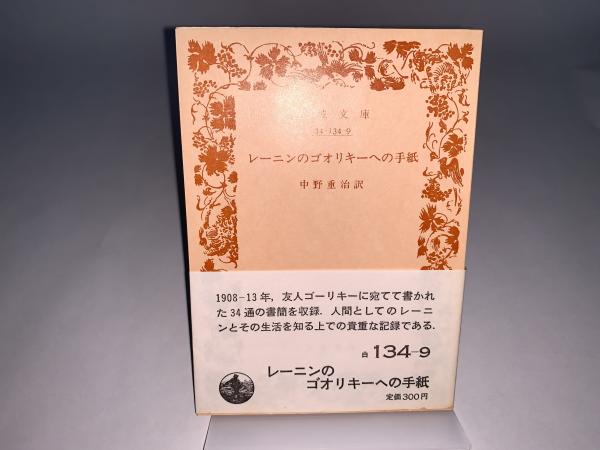 文庫
34-134-9
レーニンのゴオリキーへの手紙
中野重治訳
1908-13年，友人ゴーリキーに宛てて書かれ
た34通の書簡を収録．人間としてのレーニ
ンとその生活を知る上での貴重な記録である．
白 134-9
レーニンの
ゴオリキーへの手紙
定価300円